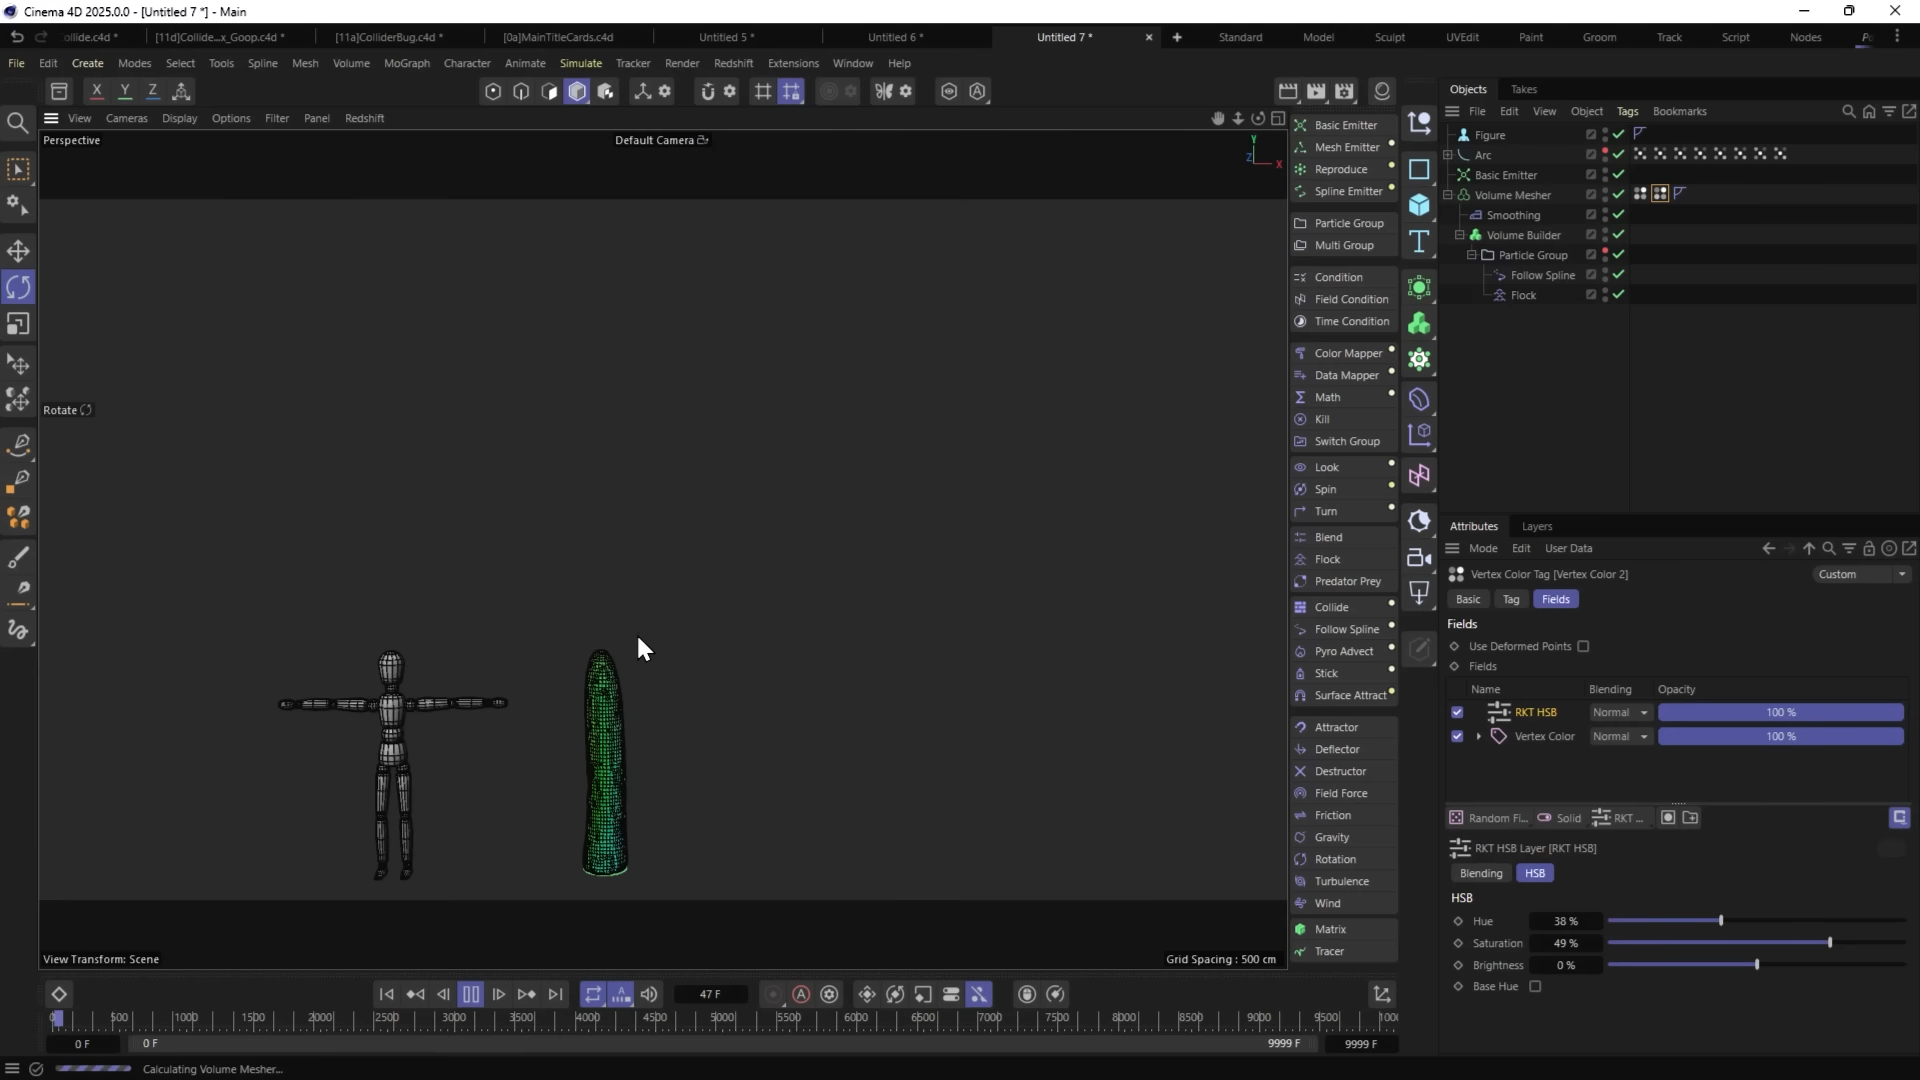 Cinema 4D 2025.0.0 - [Untitled 7 *] - Main
ollide.c4d *
[11d]Collide...x_Goop.c4d *
[11a]ColliderBug.c4d *
[0a]MainTitleCards.c4d
Untitled 5 *
Untitled 6 *
Untitled 7 *
Standard
Model
Sculpt
UVEdit
Paint
Groom
Track
Script
Nodes
File Edit Create Modes Select Tools Spline Mesh Volume MoGraph Character Animate Simulate Tracker Render Redshift Extensions Window Help
X Y Z
View Cameras Display Options Filter Panel Redshift
Perspective
Default Camera
Y
Z
X
Rotate
View Transform: Scene
Grid Spacing : 500 cm
Basic Emitter
Mesh Emitter
Reproduce
Spline Emitter
Particle Group
Multi Group
Condition
Field Condition
Time Condition
Color Mapper
Data Mapper
Math
Kill
Switch Group
Look
Spin
Turn
Blend
Flock
Predator Prey
Collide
Follow Spline
Pyro Advect
Stick
Surface Attract
Attractor
Deflector
Destructor
Field Force
Friction
Gravity
Rotation
Turbulence
Wind
Matrix
Tracer
Objects Takes
File Edit View Object Tags Bookmarks
Figure
Arc
Basic Emitter
Volume Mesher
Smoothing
Volume Builder
Particle Group
Follow Spline
Flock
Attributes Layers
Mode Edit User Data
Vertex Color Tag [Vertex Color 2]
Custom
Basic Tag Fields
Fields
Use Deformed Points
Fields
Name Blending Opacity
RKT HSB Normal 100 %
Vertex Color Normal 100 %
Random Fi... Solid RKT ...
RKT HSB Layer [RKT HSB]
Blending HSB
HSB
Hue 38 %
Saturation 49 %
Brightness 0 %
Base Hue
47 F
0 500 1000 1500 2000 2500 3000 3500 4000 4500 5000 5500 6000 6500 7000 7500 8000 8500 9000 9500 100
0 F
0 F
9999 F
9999 F
Calculating Volume Mesher...